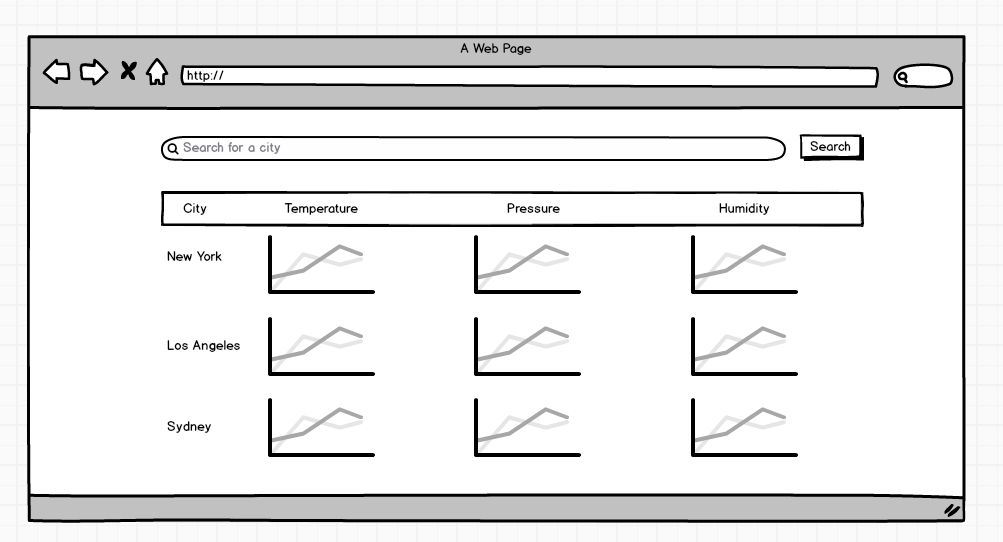 A Web Page
http://
Search for a city
Search
City Temperature Pressure Humidity
New York
Los Angeles
Sydney